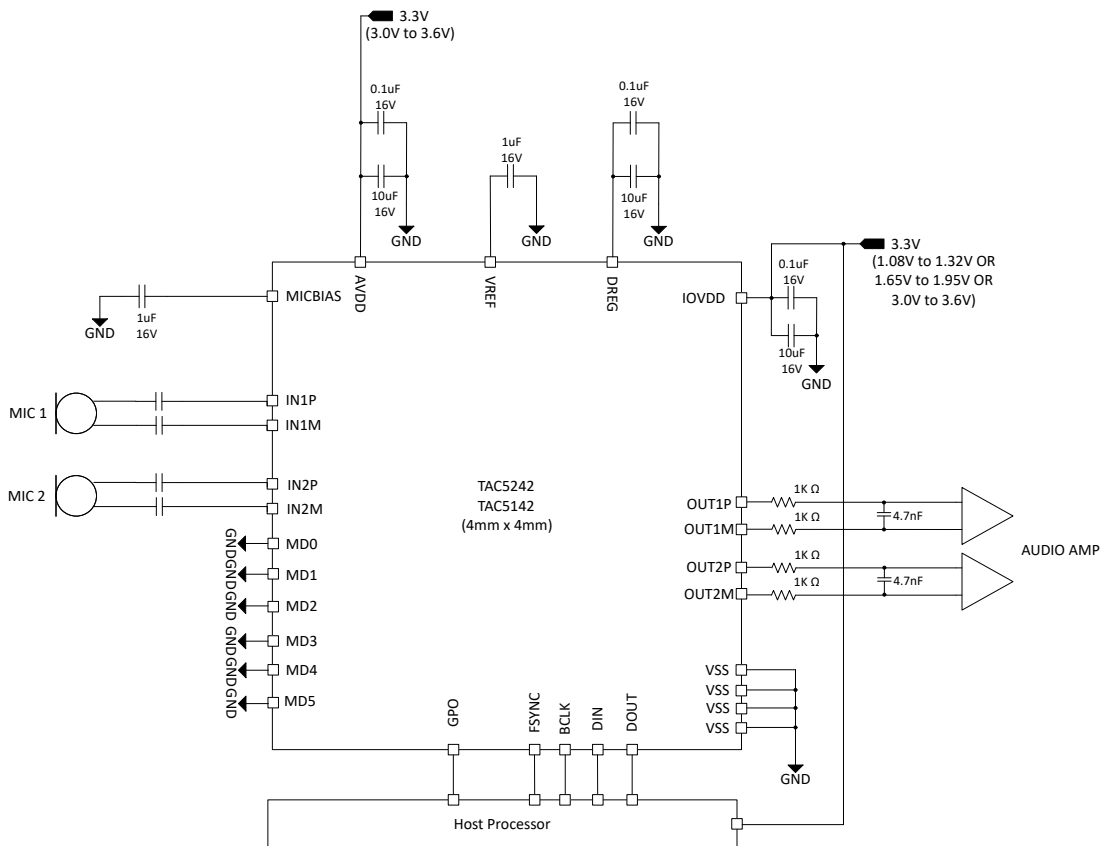 3.3V
(3.0V to 3.6V)
0.1uF
16V
10uF
16V
GND
1uF
16V
GND
0.1uF
16V
10uF
16V
GND
3.3V
(1.08V to 1.32V OR
1.65V to 1.95V OR
3.0V to 3.6V)
0.1uF
16V
10uF
16V
GND
AVDD
VREF
DREG
IOVDD
MICBIAS
1uF
16V
GND
MIC 1
IN1P
IN1M
MIC 2
IN2P
IN2M
TAC5242
TAC5142
(4mm x 4mm)
OUT1P
1K Ω
OUT1M
1K Ω
4.7nF
OUT2P
1K Ω
OUT2M
1K Ω
4.7nF
AUDIO AMP
GND
MD0
GND
MD1
GND
MD2
GND
MD3
GND
MD4
GND
MD5
VSS
VSS
VSS
VSS
GND
GPO
FSYNC
BCLK
DIN
DOUT
Host Processor